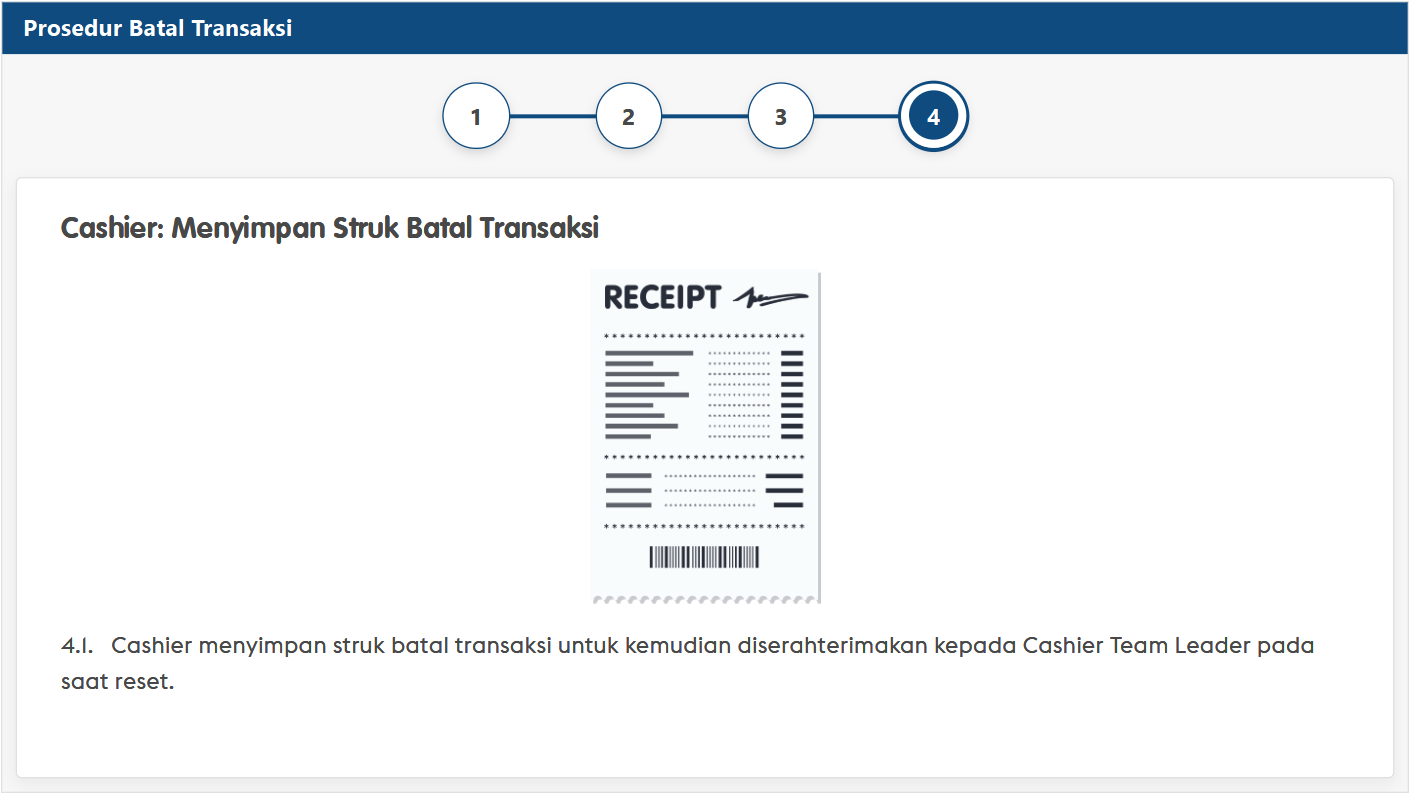 Prosedur Batal Transaksi
1
2
3
4
Cashier: Menyimpan Struk Batal Transaksi
RECEIPT
4.1. Cashier menyimpan struk batal transaksi untuk kemudian diserahterimakan kepada Cashier Team Leader pada
saat reset.